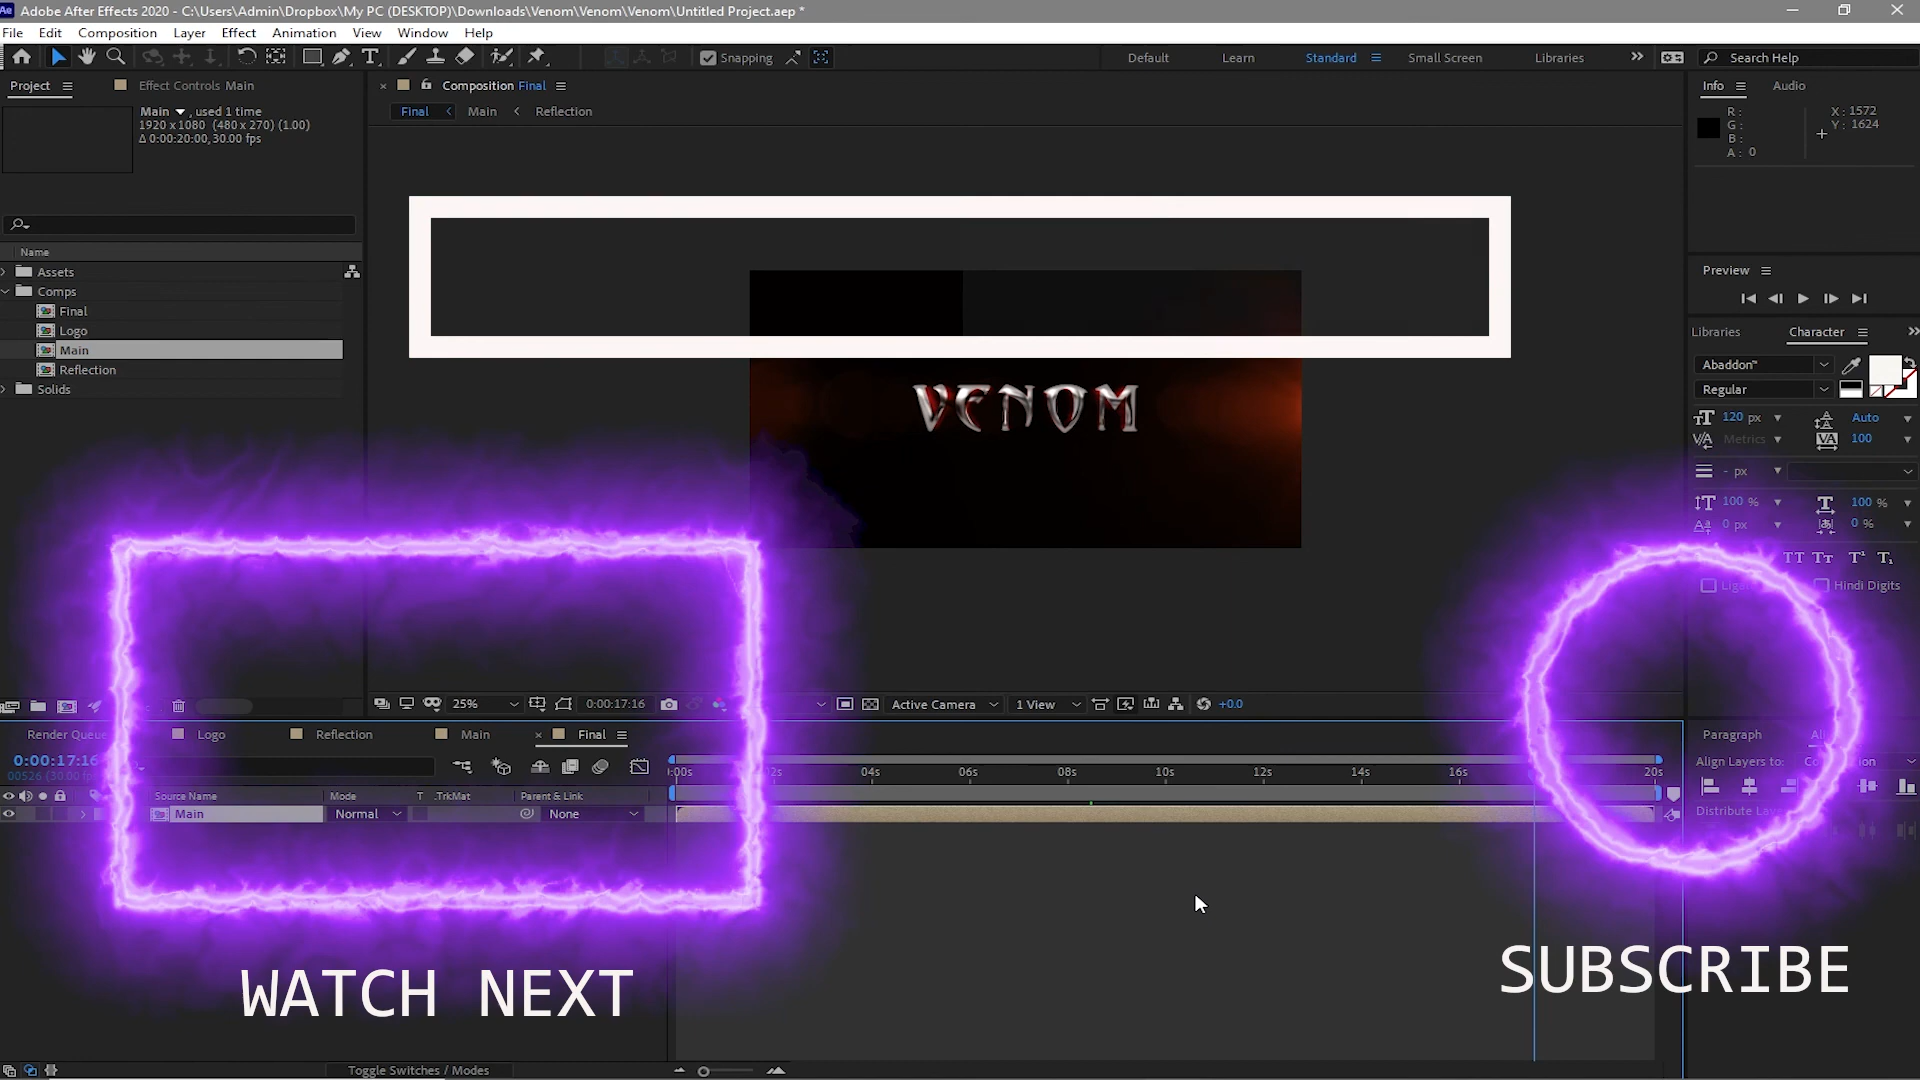 Adobe After Effects 2020 - C:\Users\Admin\Dropbox\My PC (DESKTOP)\Downloads\Venom\Venom\Venom\Untitled Project.aep *
File Edit Composition Layer Effect Animation View Window Help
Snapping Default Learn Standard Small Screen Libraries Search Help
Project Effect Controls Main Composition Final Info Audio
Main , used 1 time
1920 x 1080 (480 x 270) (1.00)
Δ 0:00:20:00, 30.00 fps
Final Main Reflection
R: X: 1572
G: Y: 1624
B:
A: 0
Name
Assets
Comps
Final
Logo
Main
Reflection
Solids
VENOM
Preview
Libraries Character
Abaddon™
Regular
120 px Auto
Metrics 100
- px
100 % 100 %
0 px 0 %
Hindi Digits
25% 0:00:17:16 Active Camera 1 View +0.0
Render Queue Logo Reflection Main Final
0:00:17:16
00526 (30.00 fps)
:00s 02s 04s 06s 08s 10s 12s 14s 16s 20s
Source Name Mode T .TrkMat Parent & Link
Main Normal None
Paragraph
Align Layers to:
WATCH NEXT
SUBSCRIBE
Toggle Switches / Modes